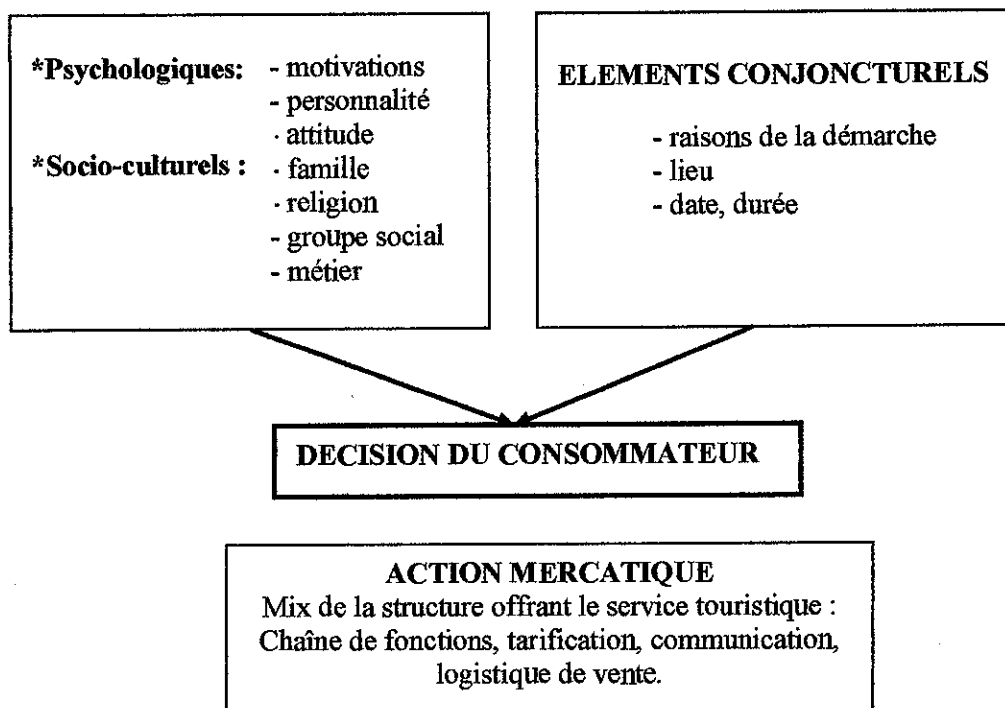 *Psychologiques: - motivations
- personnalité
· attitude
*Socio-culturels : · famille
· religion
- groupe social
- métier
ELEMENTS CONJONCTURELS
- raisons de la démarche
- lieu
- date, durée
DECISION DU CONSOMMATEUR
ACTION MERCATIQUE
Mix de la structure offrant le service touristique :
Chaîne de fonctions, tarification, communication,
logistique de vente.